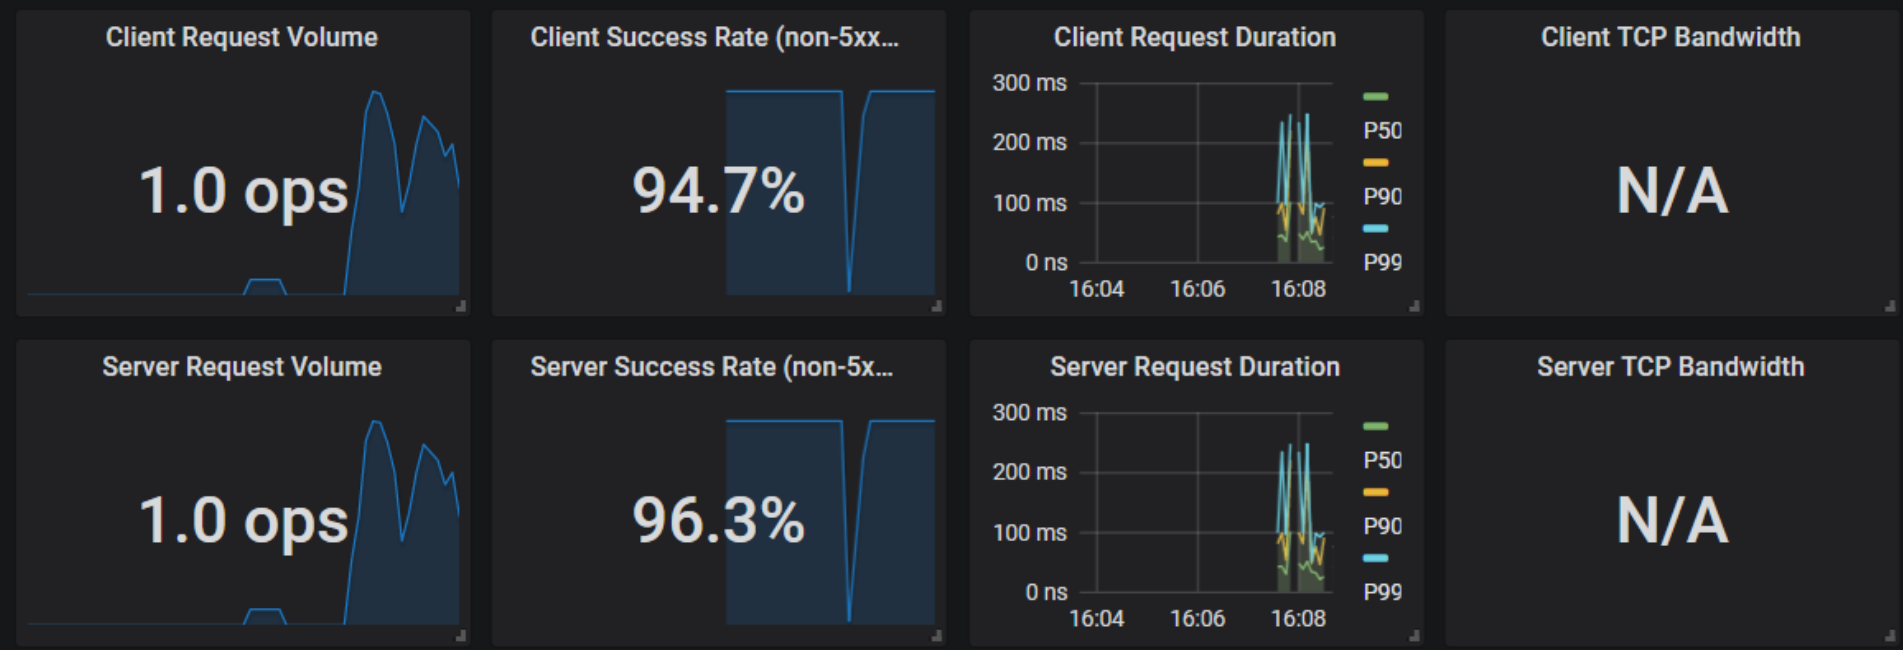 Client Request Volume
1.0 ops
Client Success Rate (non-5xx...
94.7%
Client Request Duration
300 ms
200 ms
100 ms
0 ns
16:04 16:06 16:08
P50
P90
P99
Client TCP Bandwidth
N/A
Server Request Volume
1.0 ops
Server Success Rate (non-5x...
96.3%
Server Request Duration
300 ms
200 ms
100 ms
0 ns
16:04 16:06 16:08
P50
P90
P99
Server TCP Bandwidth
N/A